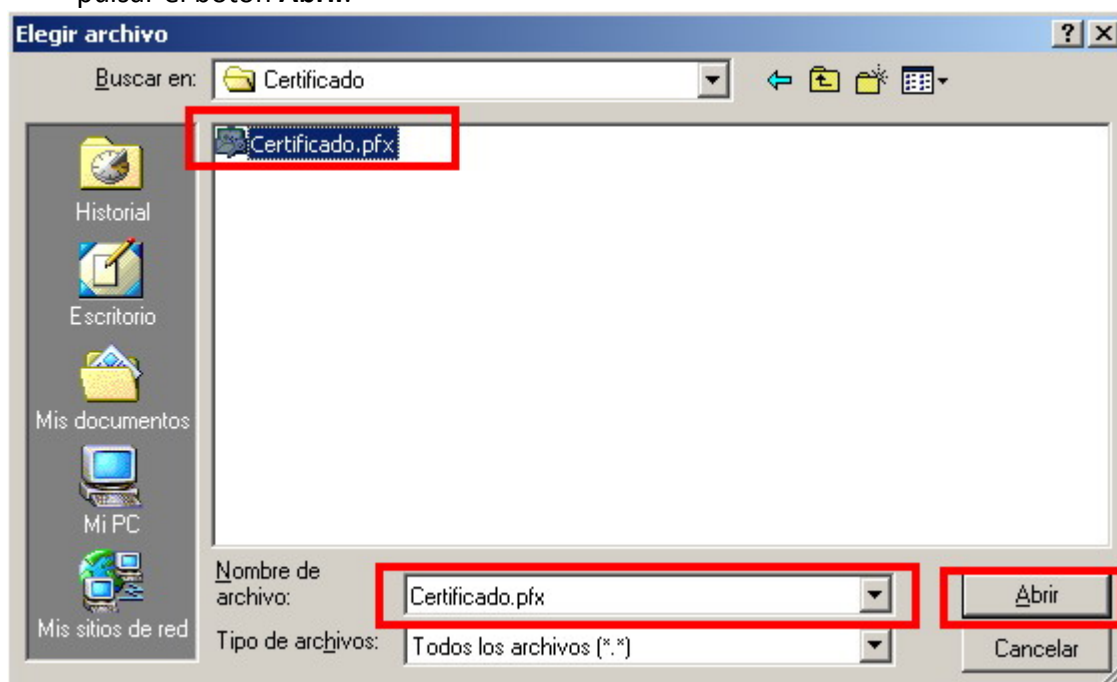 pulsar el botón Abrir.
Elegir archivo
Buscar en: Certificado
Certificado.pfx
Historial
Escritorio
Mis documentos
Mi PC
Mis sitios de red
Nombre de
archivo: Certificado.pfx Abrir
Tipo de archivos: Todos los archivos (*.*) Cancelar